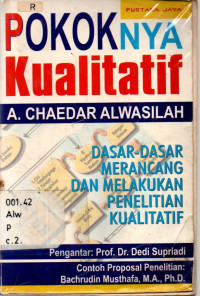 R
PUSTAKA JAYA
POKOKNYA
Kualitatif
A. CHAEDAR ALWASILAH
DASAR-DASAR
MERANCANG
DAN MELAKUKAN
PENELITIAN
KUALITATIF
001.42
Alw
p
c.2.
Pengantar: Prof. Dr. Dedi Supriadi
Contoh Proposal Penelitian:
Bachrudin Musthafa, M.A., Ph.D.